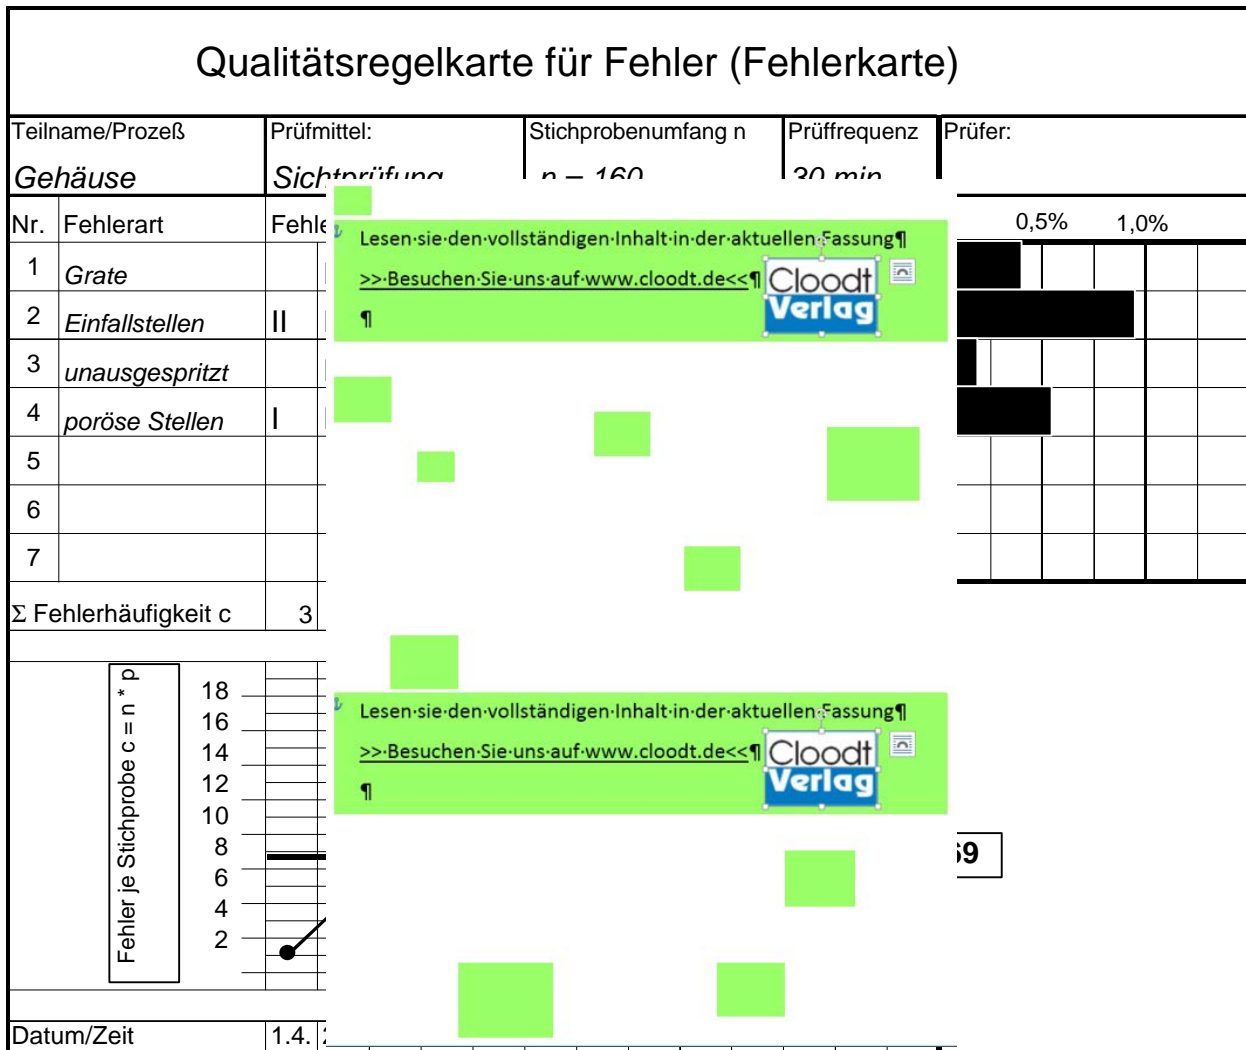 Qualitätsregelkarte für Fehler (Fehlerkarte)
Teilname/Prozeß Prüfmittel: Stichprobenumfang n Prüffrequenz Prüfer:
Gehäuse Sichtprüfung n = 160 30 min
Nr. Fehlerart 0,5% 1,0%
1 Grate
2 Einfallstellen II
3 unausgespritzt
4 poröse Stellen I
5
6
7
Lesen·sie·den·vollständigen·Inhalt·in·der·aktuellen·Fassung¶
>>·Besuchen·Sie·uns·auf·www.cloodt.de<<¶
Cloodt
Verlag
¶
Σ Fehlerhäufigkeit c 3
Fehler je Stichprobe c = n * p
18
16
14
12
10
8
6
4
2
Lesen·sie·den·vollständigen·Inhalt·in·der·aktuellen·Fassung¶
>>·Besuchen·Sie·uns·auf·www.cloodt.de<<¶
Cloodt
Verlag
¶
Datum/Zeit 1.4.